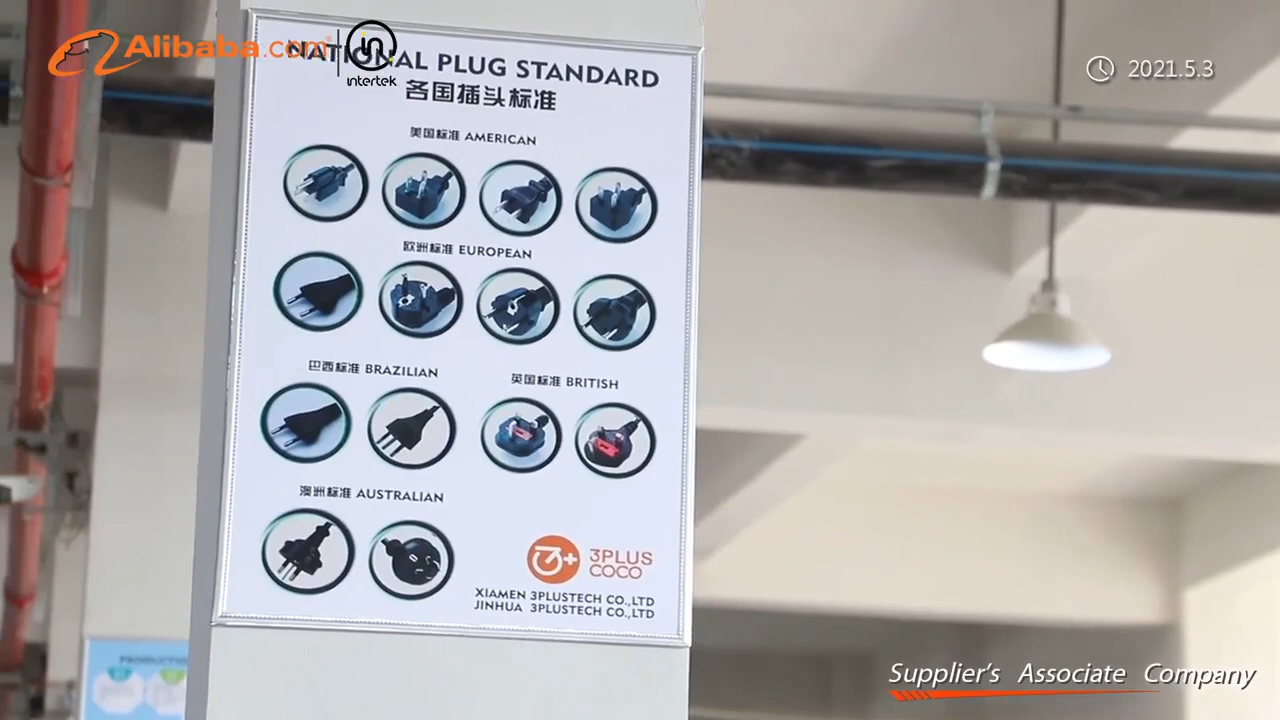 Alibaba.com
intertek
2021.5.3
NATIONAL PLUG STANDARD
各国插头标准
美国标准 AMERICAN
欧洲标准 EUROPEAN
巴西标准 BRAZILIAN
英国标准 BRITISH
澳洲标准 AUSTRALIAN
3+ 3PLUS
COCO
XIAMEN 3PLUSTECH CO.,LTD
JINHUA 3PLUSTECH CO.,LTD
Supplier's Associate Company